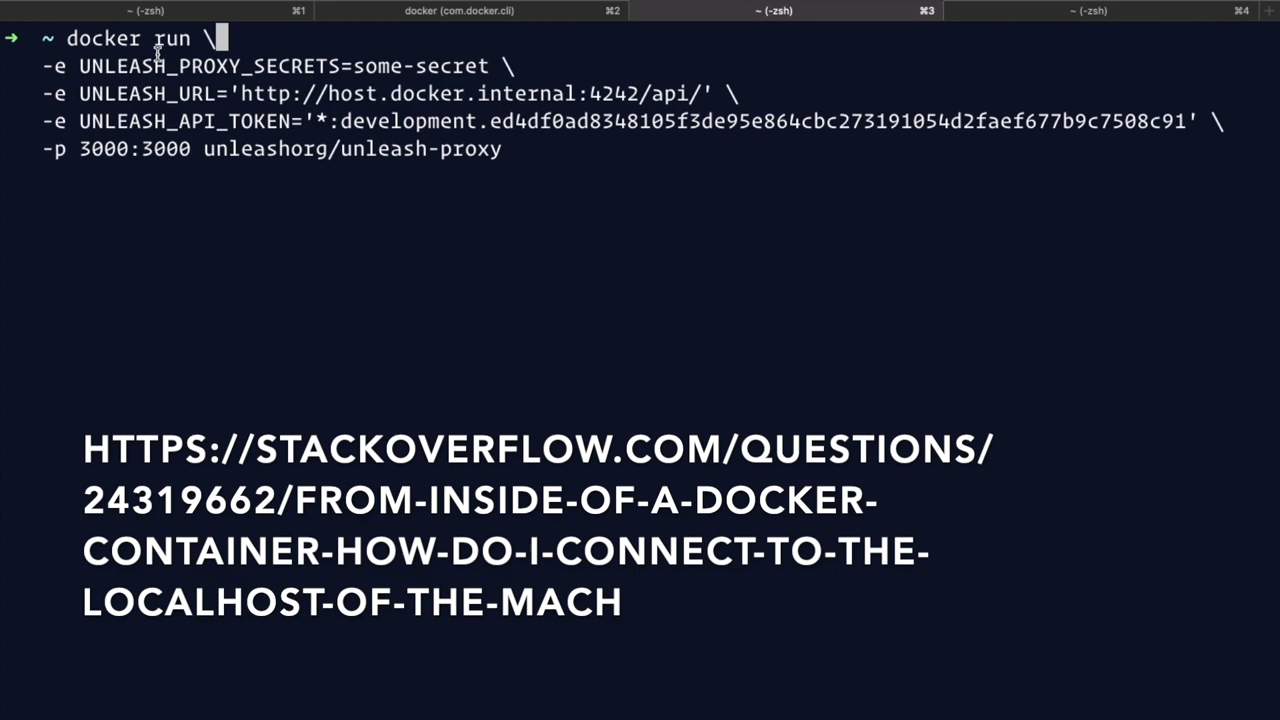 ~ (-zsh) ⌘1 docker (com.docker.cli) ⌘2 ~ (-zsh) ⌘3 ~ (-zsh) ⌘4 +
→ ~ docker run \
-e UNLEASH_PROXY_SECRETS=some-secret \
-e UNLEASH_URL='http://host.docker.internal:4242/api/' \
-e UNLEASH_API_TOKEN='*:development.ed4df0ad8348105f3de95e864cbc273191054d2faef677b9c7508c91' \
-p 3000:3000 unleashorg/unleash-proxy
HTTPS://STACKOVERFLOW.COM/QUESTIONS/
24319662/FROM-INSIDE-OF-A-DOCKER-
CONTAINER-HOW-DO-I-CONNECT-TO-THE-
LOCALHOST-OF-THE-MACH